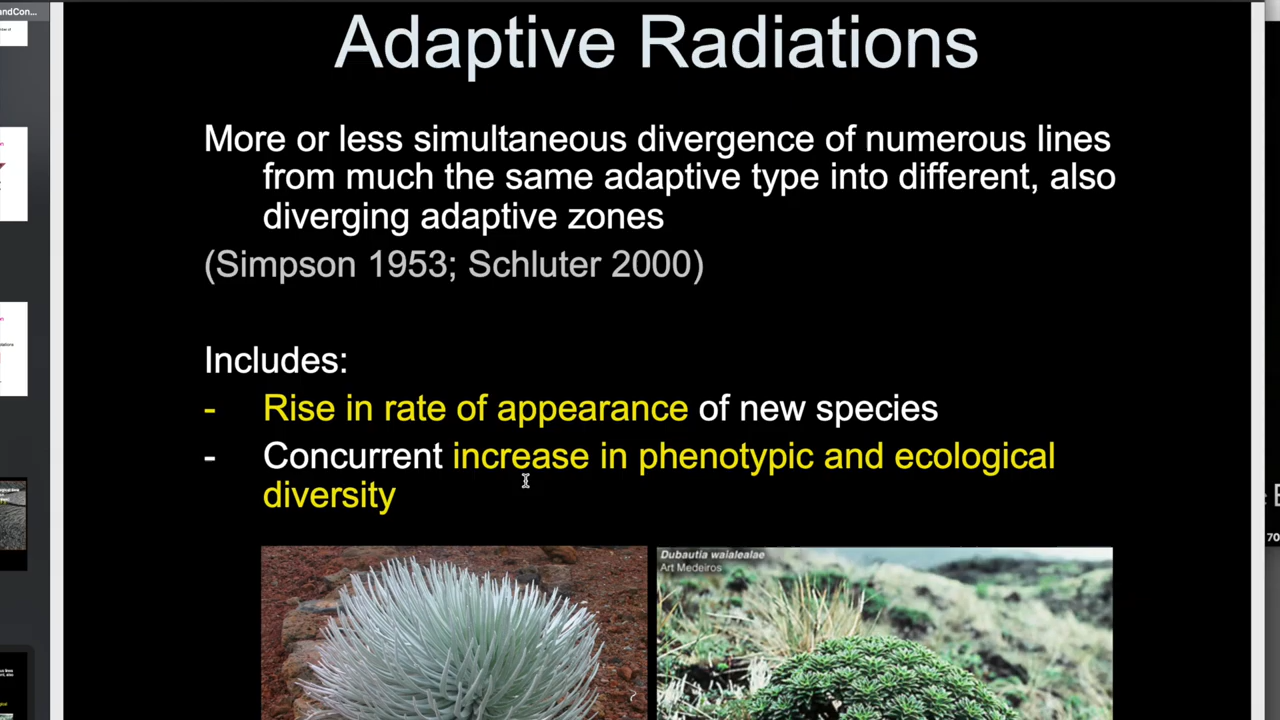 andCon...
Adaptive Radiations
More or less simultaneous divergence of numerous lines
from much the same adaptive type into different, also
diverging adaptive zones
(Simpson 1953; Schluter 2000)
Includes:
- Rise in rate of appearance of new species
- Concurrent increase in phenotypic and ecological
diversity
Dubautia waialealae
Art Medeiros
70